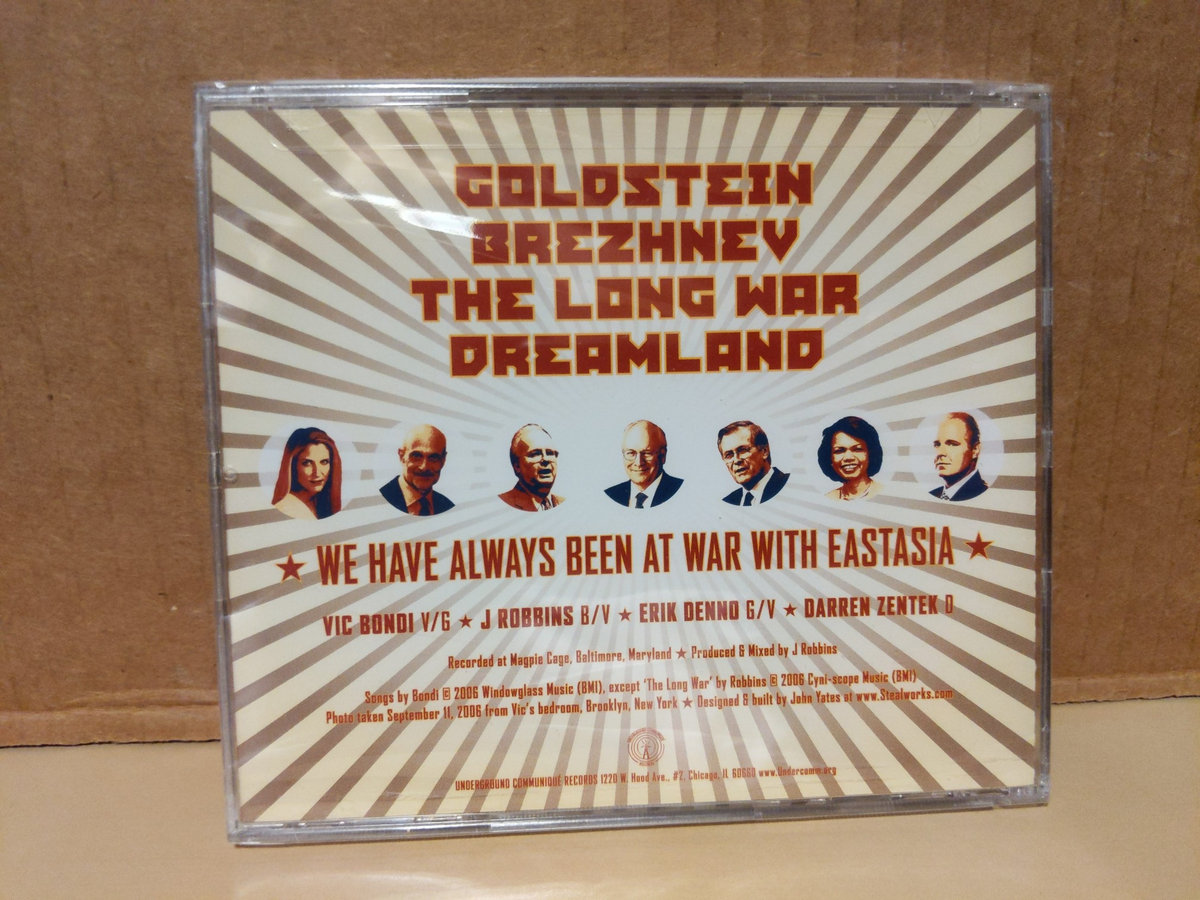 GOLDSTEIN
BREZHNEV
THE LONG WAR
DREAMLAND
★ WE HAVE ALWAYS BEEN AT WAR WITH EASTASIA ★
VIC BONDI V/G ★ J ROBBINS B/V ★ ERIK DENNO G/V ★ DARREN ZENTEK D
Recorded at Magpie Cage, Baltimore, Maryland ★ Produced & Mixed by J Robbins
Songs by Bondi © 2006 Windowglass Music (BMI), except 'The Long War' by Robbins © 2006 Cyni-scope Music (BMI)
Photo taken September 11, 2006 from Vic's bedroom, Brooklyn, New York ★ Designed & built by John Yates at www.Stealworks.com
UNDERGROUND COMMUNIQUÉ RECORDS 1220 W. Hood Ave., #2, Chicago, IL 60660 www.Undercomm.org